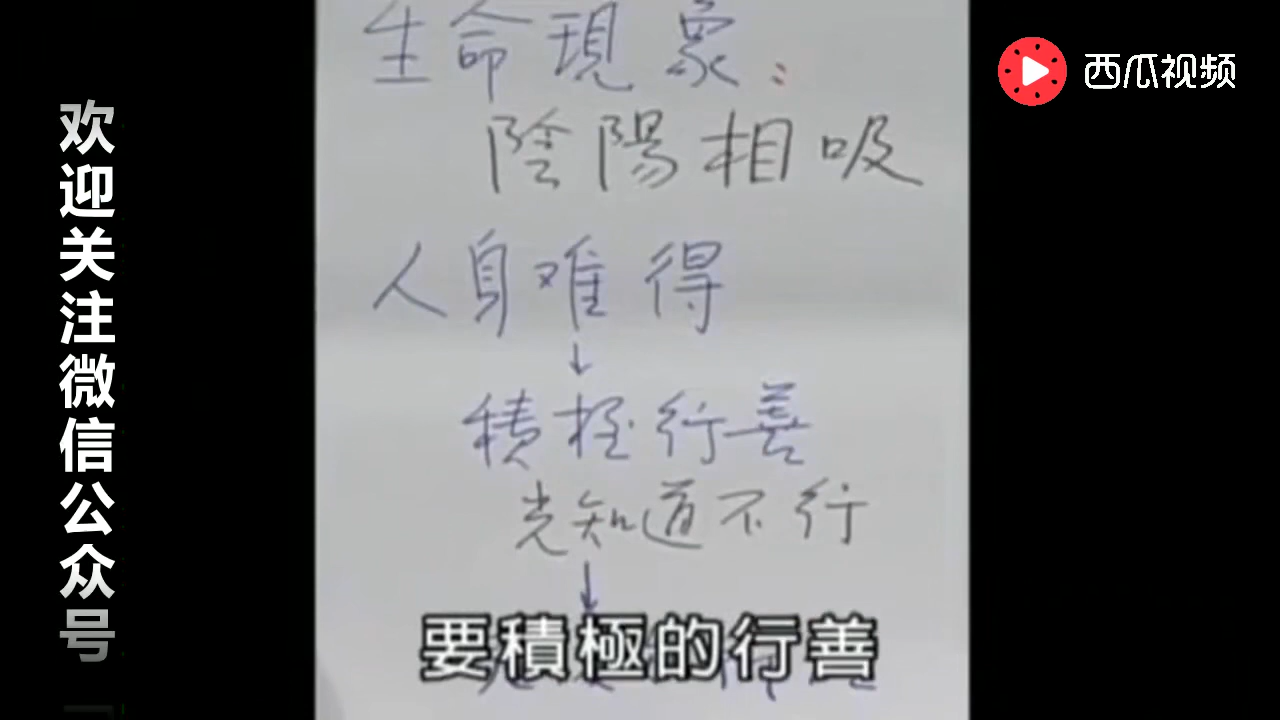 西瓜视频
欢迎关注微信公众号
生命現象：
陰陽相吸
人身难得
↓
積极行善
光知道不行
↓
要積極的行善